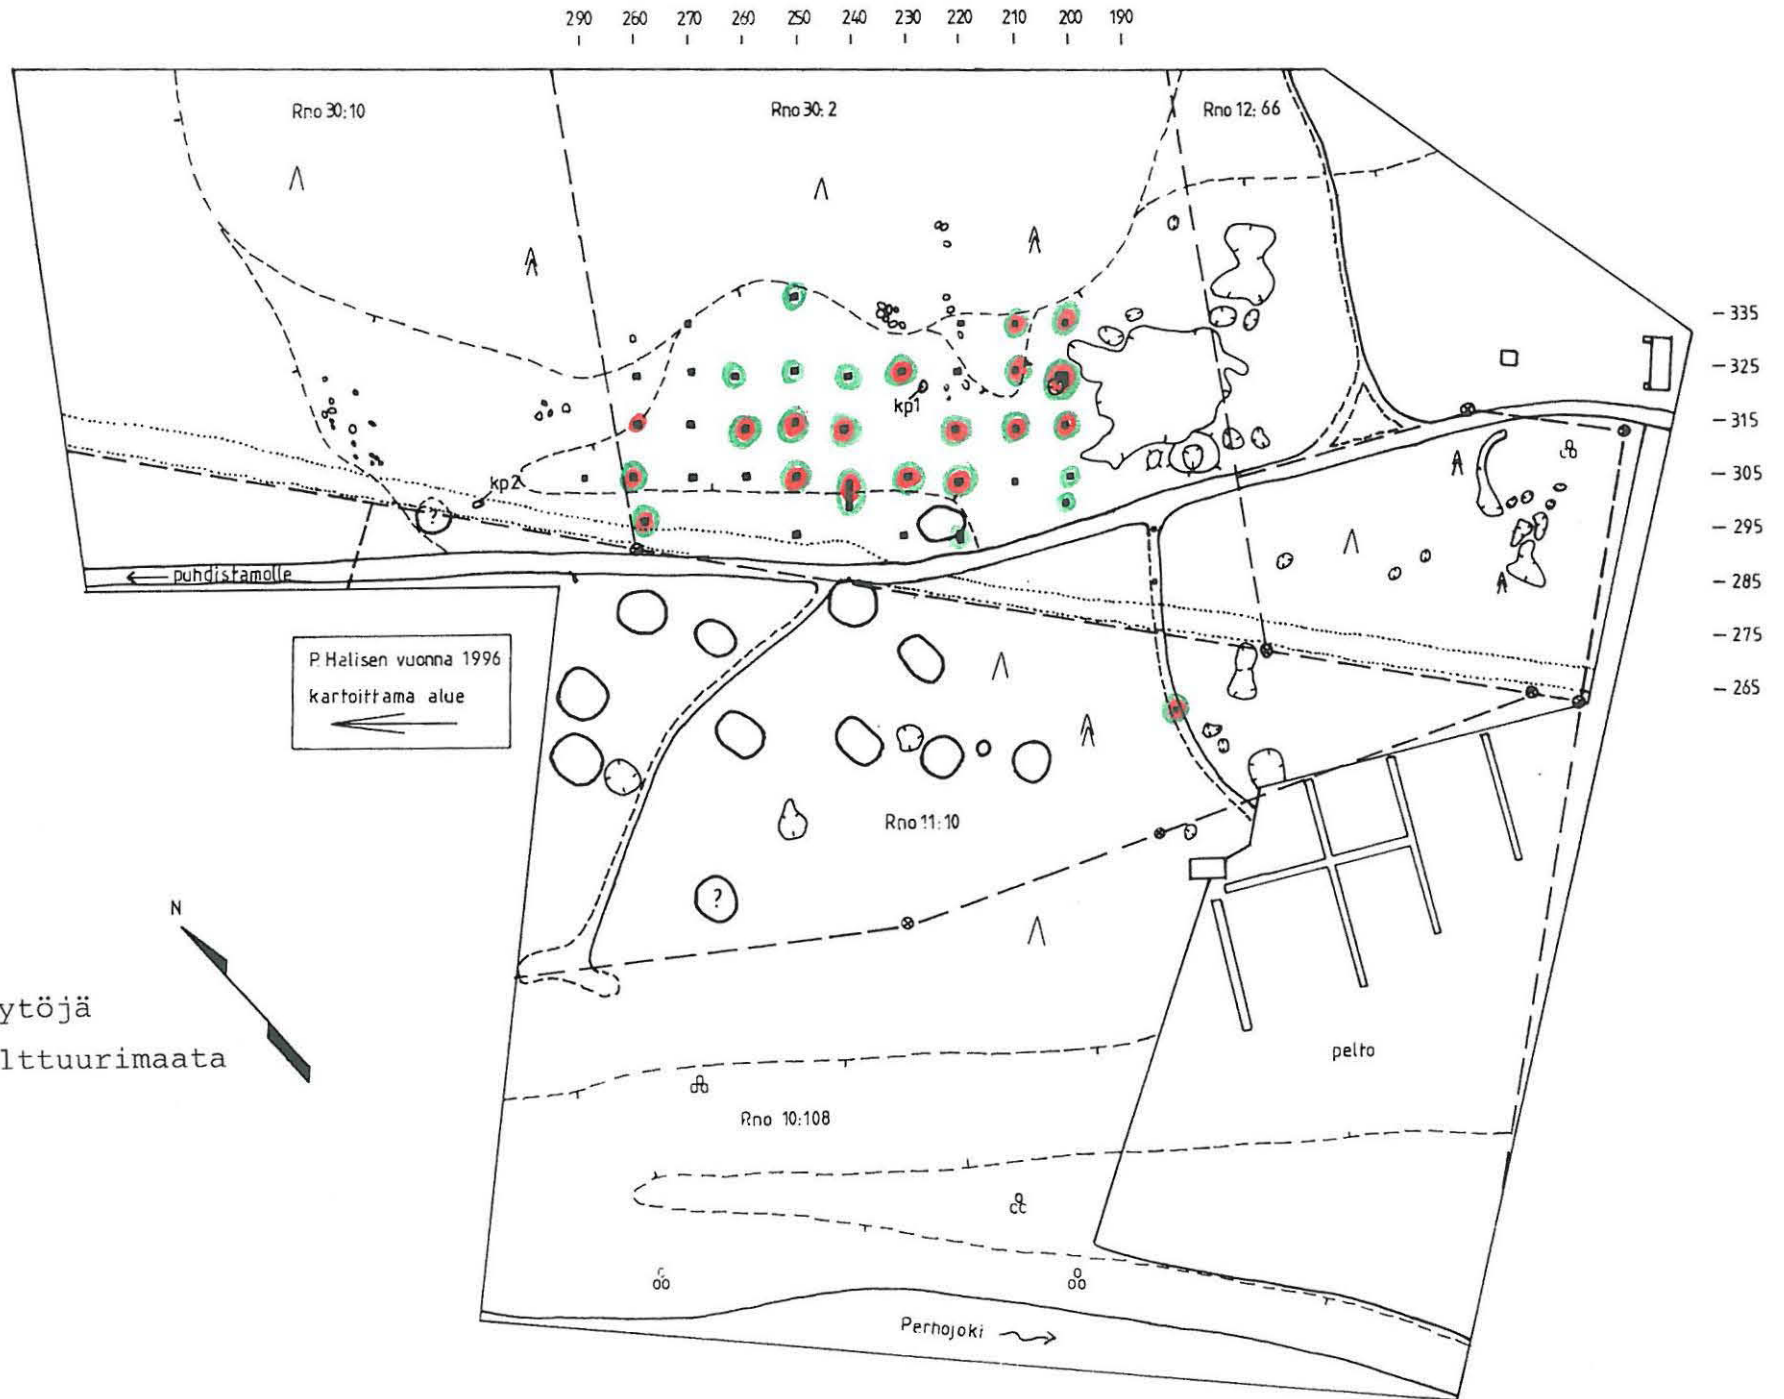 290 260 270 260 250 240 230 220 210 200 190
Rno 30:10
Rno 30:2
Rno 12:66
335
325
315
305
295
285
275
265
kp1
kp2
?
puhdistamolle
P. Halisen vuonna 1996
kartoittama alue
Rno 11:10
?
N
ytöjä
lttuurimaata
pelto
Rno 10:108
Perhojoki